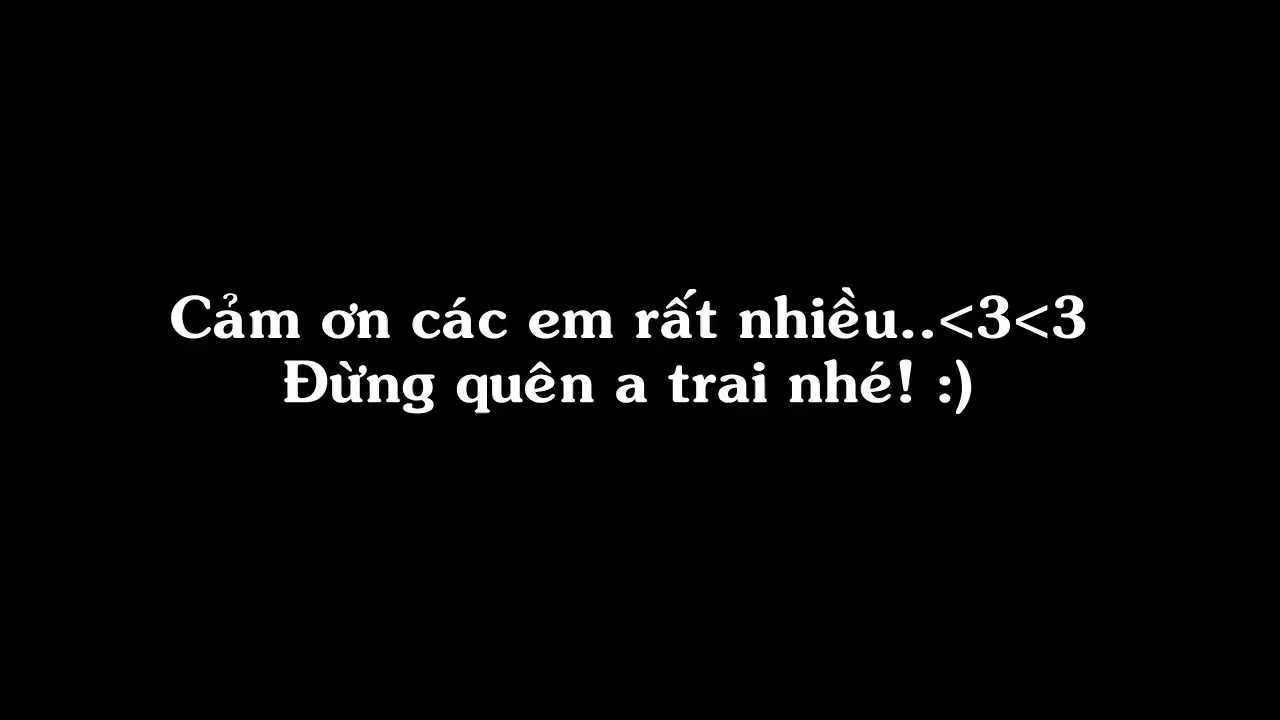 Cảm ơn các em rất nhiều..<3<3
Đừng quên a trai nhé! :)